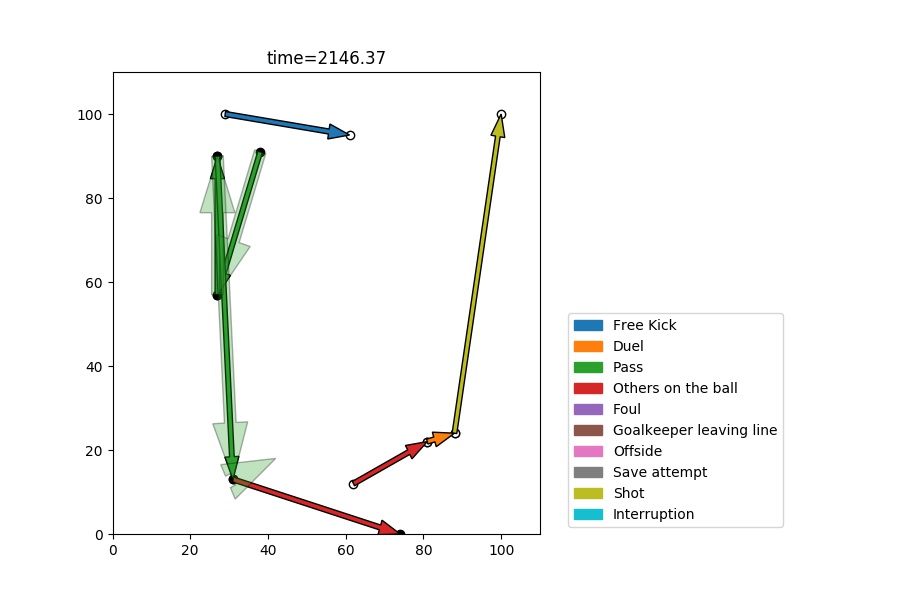 time=2146.37
100
80
60
40
20
0
0 20 40 60 80 100
Free Kick
Duel
Pass
Others on the ball
Foul
Goalkeeper leaving line
Offside
Save attempt
Shot
Interruption